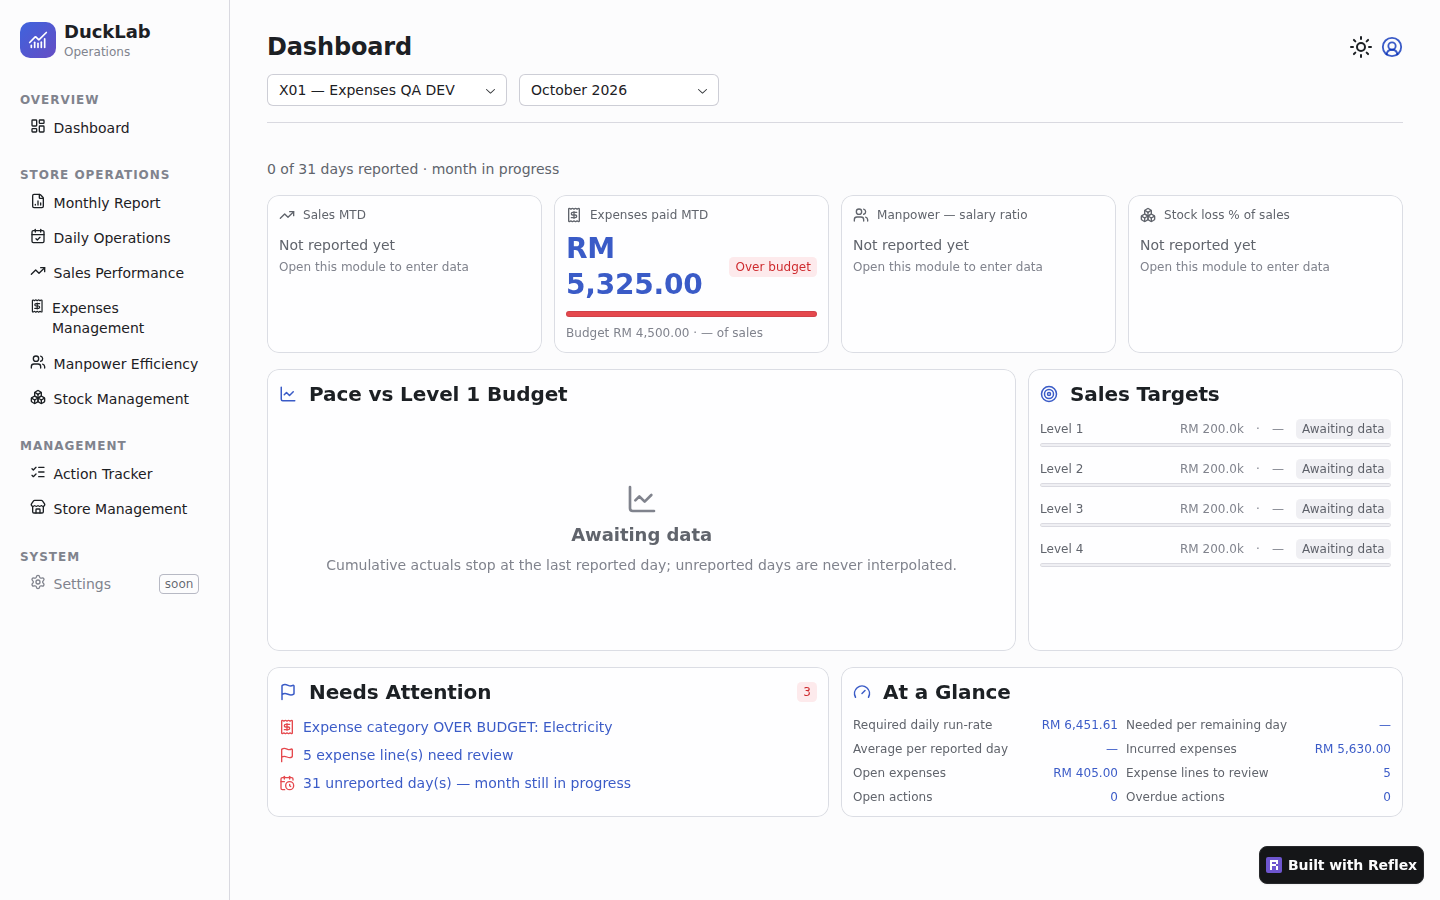 DuckLab
Operations
OVERVIEW
Dashboard
STORE OPERATIONS
Monthly Report
Daily Operations
Sales Performance
Expenses
Management
Manpower Efficiency
Stock Management
MANAGEMENT
Action Tracker
Store Management
SYSTEM
Settings soon
Dashboard
X01 — Expenses QA DEV
October 2026
0 of 31 days reported · month in progress
Sales MTD
Not reported yet
Open this module to enter data
Expenses paid MTD
RM
5,325.00
Over budget
Budget RM 4,500.00 · — of sales
Manpower — salary ratio
Not reported yet
Open this module to enter data
Stock loss % of sales
Not reported yet
Open this module to enter data
Pace vs Level 1 Budget
Awaiting data
Cumulative actuals stop at the last reported day; unreported days are never interpolated.
Sales Targets
Level 1 RM 200.0k · — Awaiting data
Level 2 RM 200.0k · — Awaiting data
Level 3 RM 200.0k · — Awaiting data
Level 4 RM 200.0k · — Awaiting data
Needs Attention 3
Expense category OVER BUDGET: Electricity
5 expense line(s) need review
31 unreported day(s) — month still in progress
At a Glance
Required daily run-rate RM 6,451.61 Needed per remaining day —
Average per reported day — Incurred expenses RM 5,630.00
Open expenses RM 405.00 Expense lines to review 5
Open actions 0 Overdue actions 0
Built with Reflex